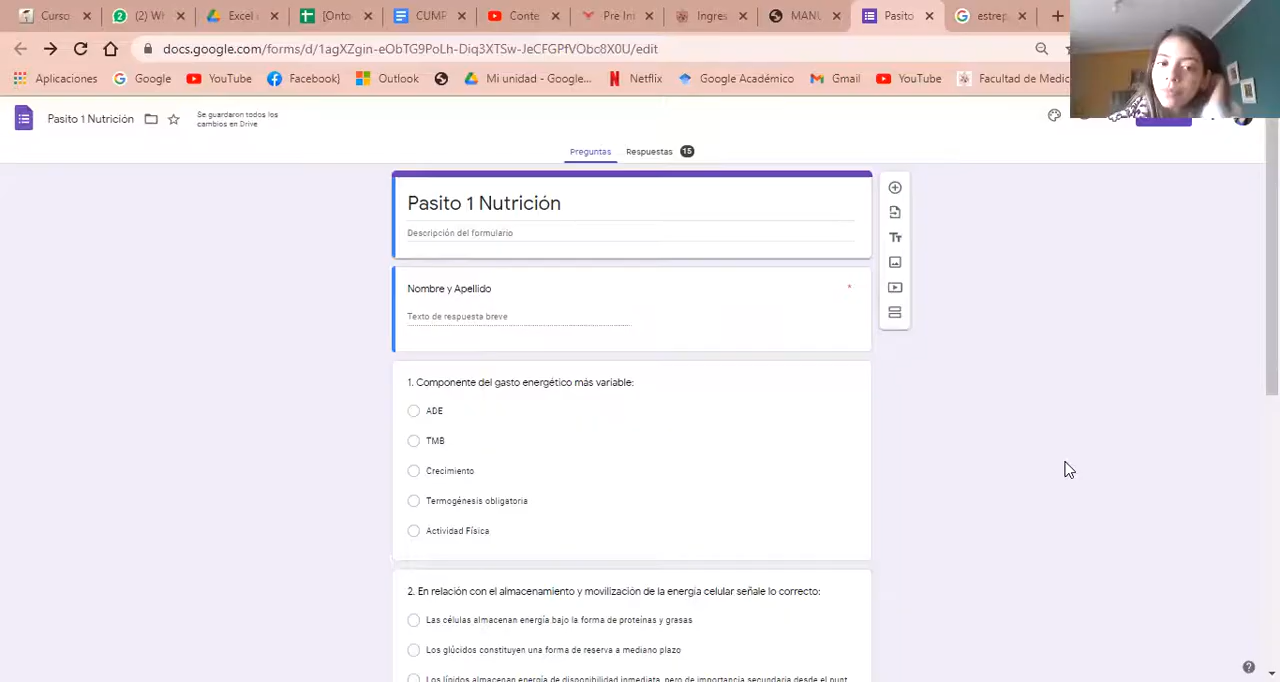 Curso
(2) W
Excel
[Onto
CUMP
Conte
Pre In
Ingres
MANU
Pasito
estrep
docs.google.com/forms/d/1agXZgin-eObTG9PoLh-Diq3XTSw-JeCFGPfVObc8X0U/edit
Aplicaciones
Google
YouTube
Facebook}
Outlook
Mi unidad - Google...
Netflix
Google Académico
Gmail
YouTube
Facultad de Medic
Pasito 1 Nutrición
Se guardaron todos los
cambios en Drive
Preguntas
Respuestas
15
Pasito 1 Nutrición
Descripción del formulario
Nombre y Apellido
*
Texto de respuesta breve
1. Componente del gasto energético más variable:
ADE
TMB
Crecimiento
Termogénesis obligatoria
Actividad Física
2. En relación con el almacenamiento y movilización de la energía celular señale lo correcto:
Las células almacenan energía bajo la forma de proteínas y grasas
Los glúcidos constituyen una forma de reserva a mediano plazo
Los lípidos almacenan energía de disponibilidad inmediata, pero de importancia secundaria desde el punt